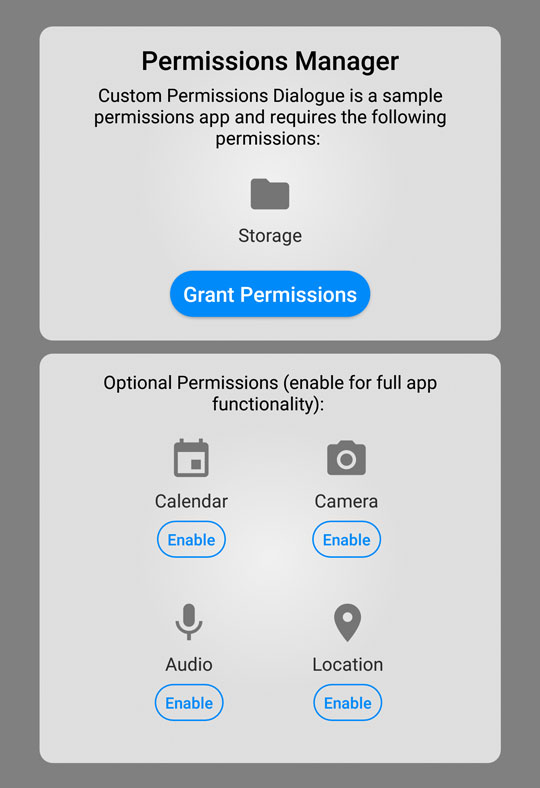 Permissions Manager
Custom Permissions Dialogue is a sample
permissions app and requires the following
permissions:
Storage
Grant Permissions
Optional Permissions (enable for full app
functionality):
Calendar
Camera
Enable
Enable
Audio
Location
Enable
Enable